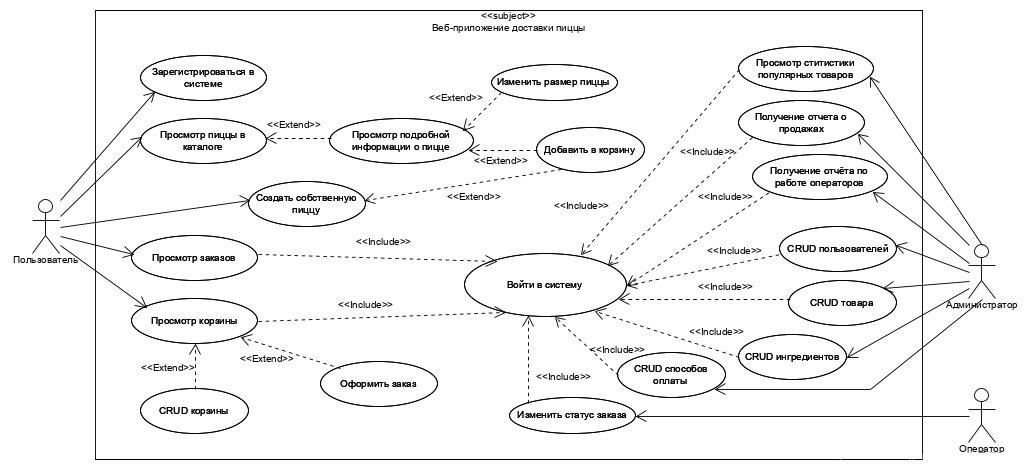 <<subject>>
Веб-приложение доставки пиццы
Зарегистрироваться в
системе
Просмотр пиццы в
каталоге
<<Extend>>
Просмотр подробной
информации о пицце
<<Extend>>
Изменить размер пиццы
<<Extend>>
Добавить в корзину
Создать собственную
пиццу
<<Extend>>
Просмотр заказов
<<Include>>
Просмотр корзины
<<Include>>
<<Extend>>
<<Extend>>
CRUD корзины
Оформить заказ
Войти в систему
Просмотр ститистики
популярных товаров
Получение отчета о
продажах
Получение отчёта по
работе операторов
CRUD пользователей
CRUD товара
CRUD ингредиентов
CRUD способов
оплаты
Изменить статус заказа
<<Include>>
<<Include>>
<<Include>>
<<Include>>
<<Include>>
<<Include>>
<<Include>>
<<Include>>
Пользователь
Администратор
Оператор